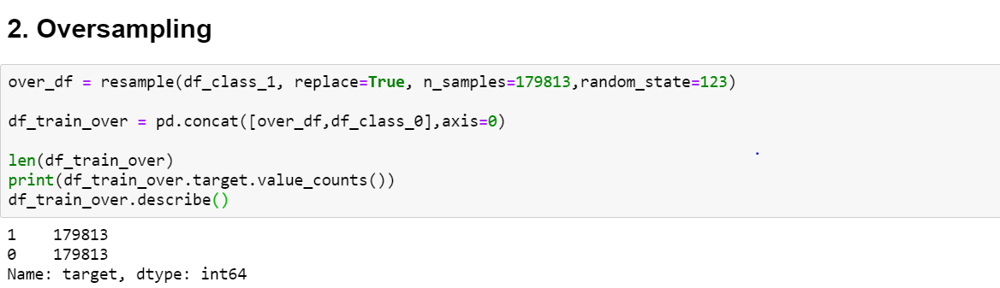 2. Oversampling
over_df = resample(df_class_1, replace=True, n_samples=179813,random_state=123)
df_train_over = pd.concat([over_df,df_class_0],axis=0)
len(df_train_over)
print(df_train_over.target.value_counts())
df_train_over.describe()
1    179813
0    179813
Name: target, dtype: int64